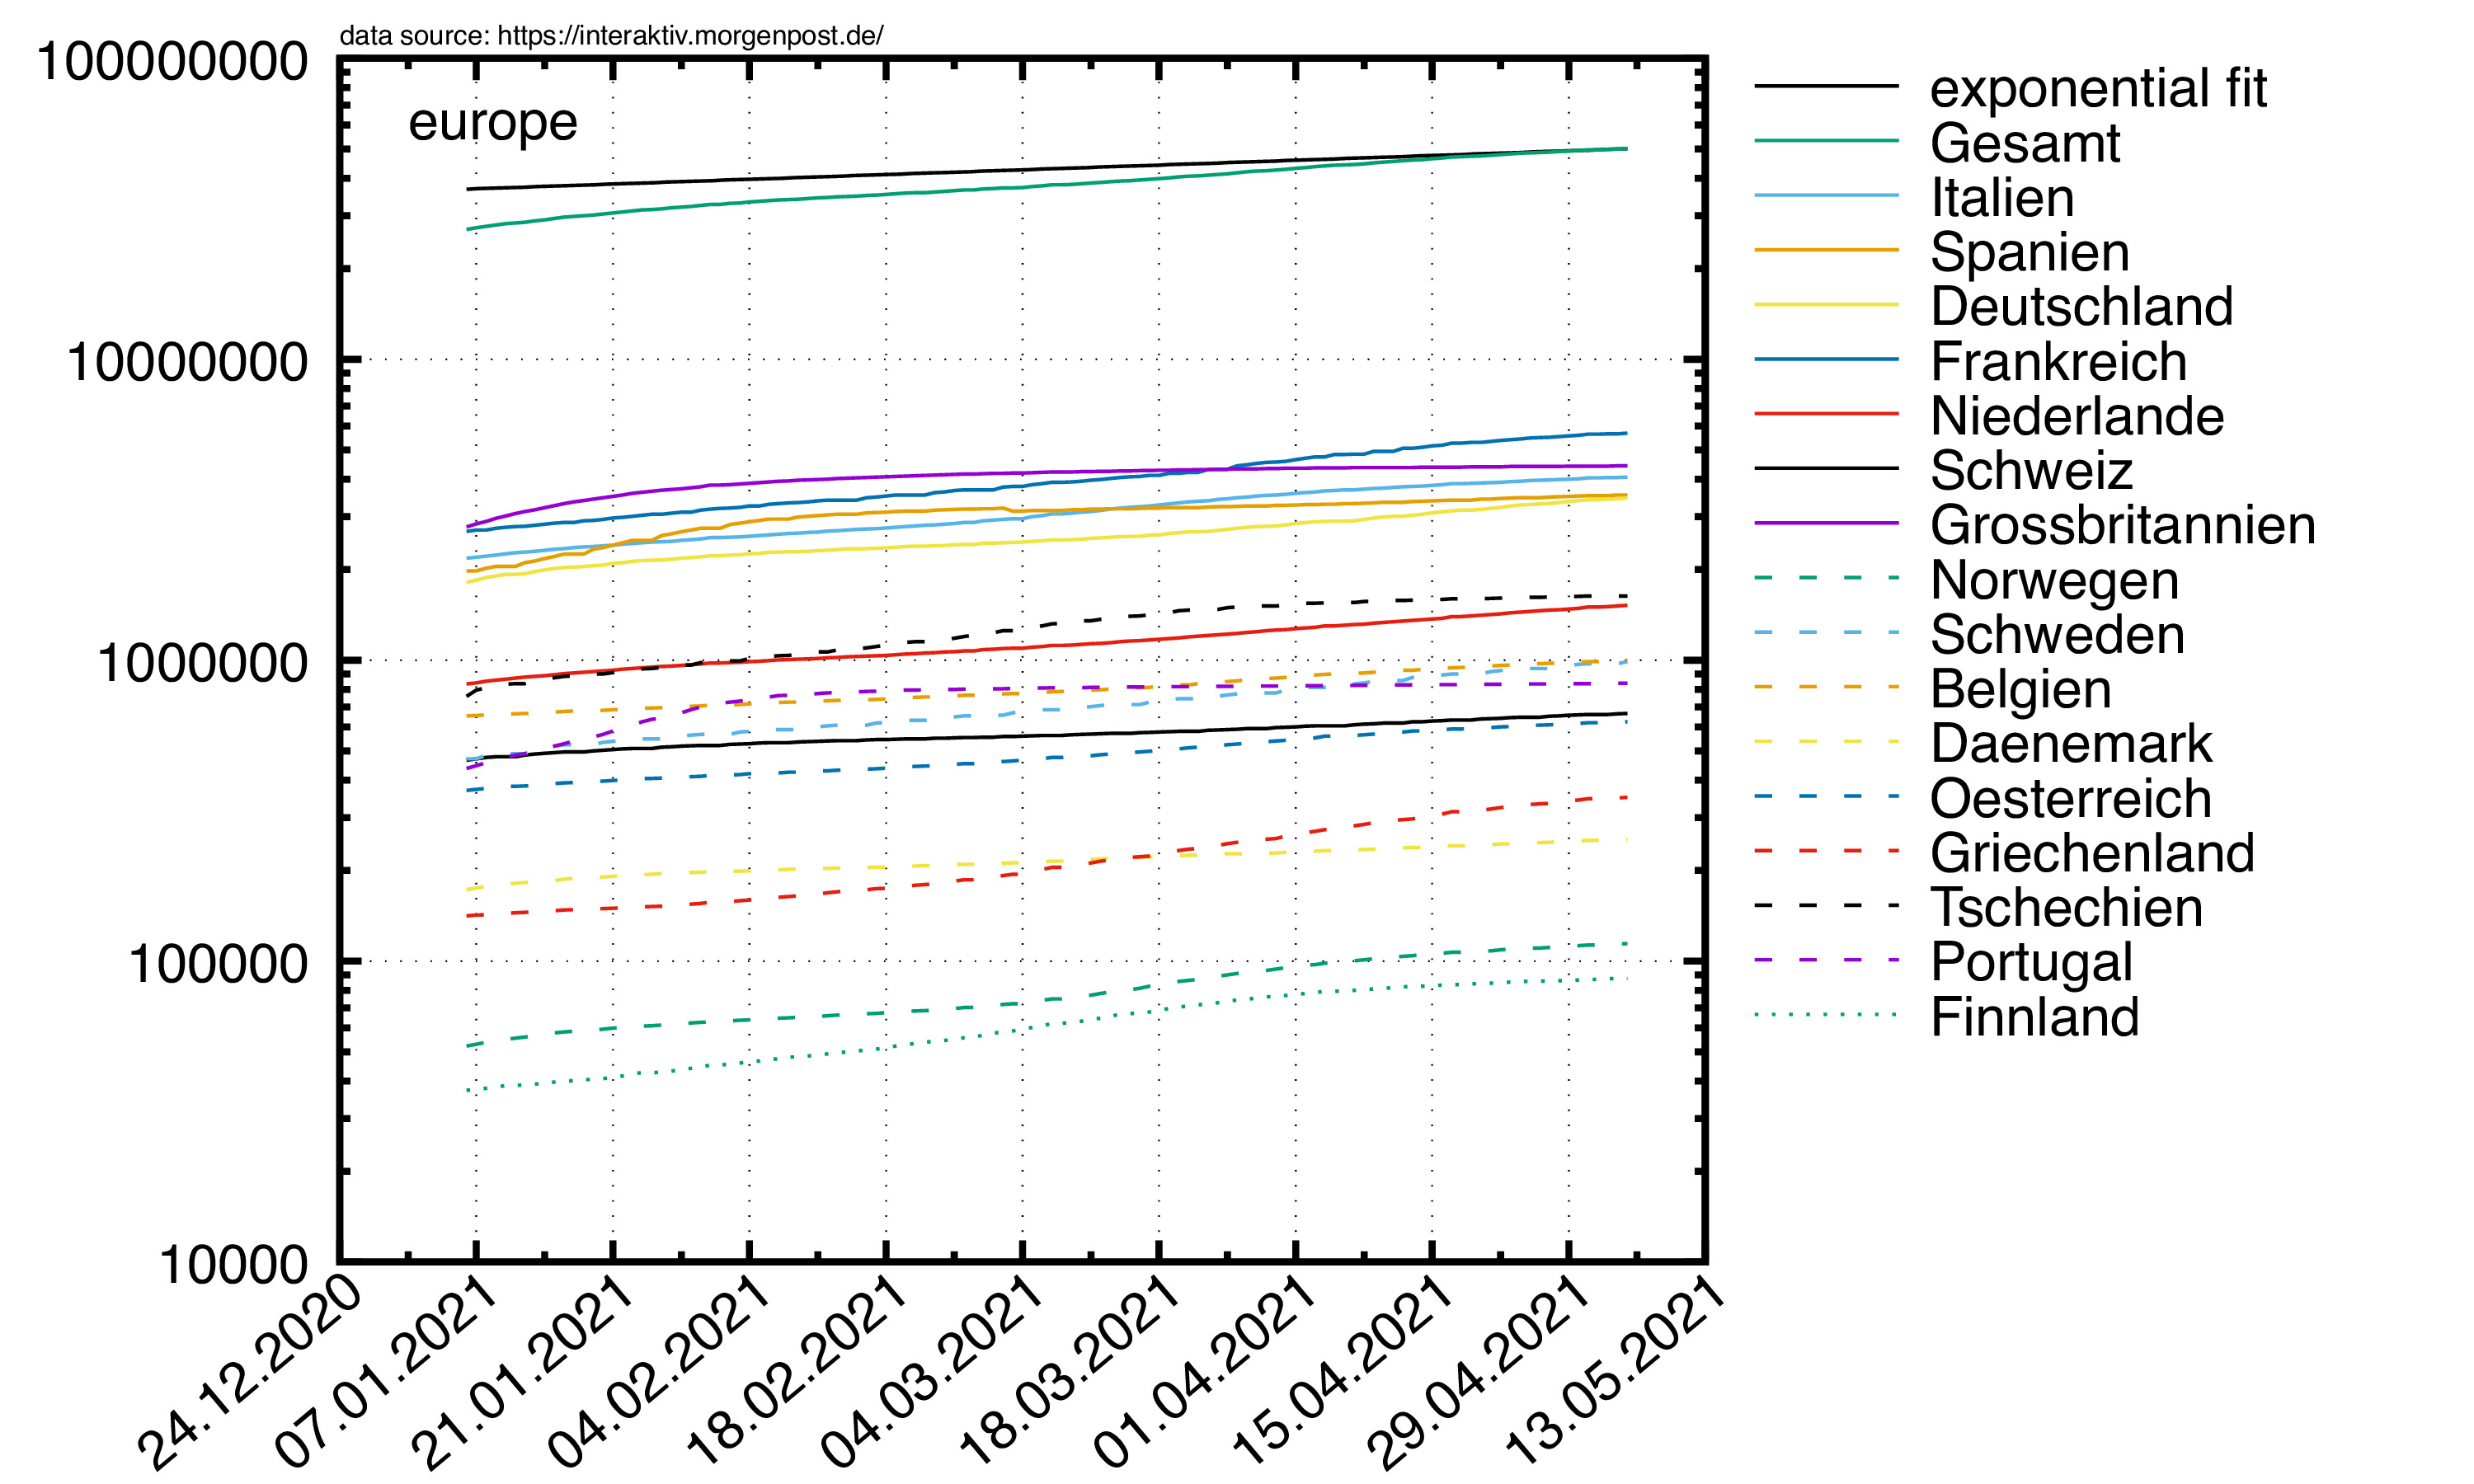 data source: https://interaktiv.morgenpost.de/
europe
100000000
10000000
1000000
100000
10000
24.12.2020
07.01.2021
21.01.2021
04.02.2021
18.02.2021
04.03.2021
18.03.2021
01.04.2021
15.04.2021
29.04.2021
13.05.2021
exponential fit
Gesamt
Italien
Spanien
Deutschland
Frankreich
Niederlande
Schweiz
Grossbritannien
Norwegen
Schweden
Belgien
Daenemark
Oesterreich
Griechenland
Tschechien
Portugal
Finnland